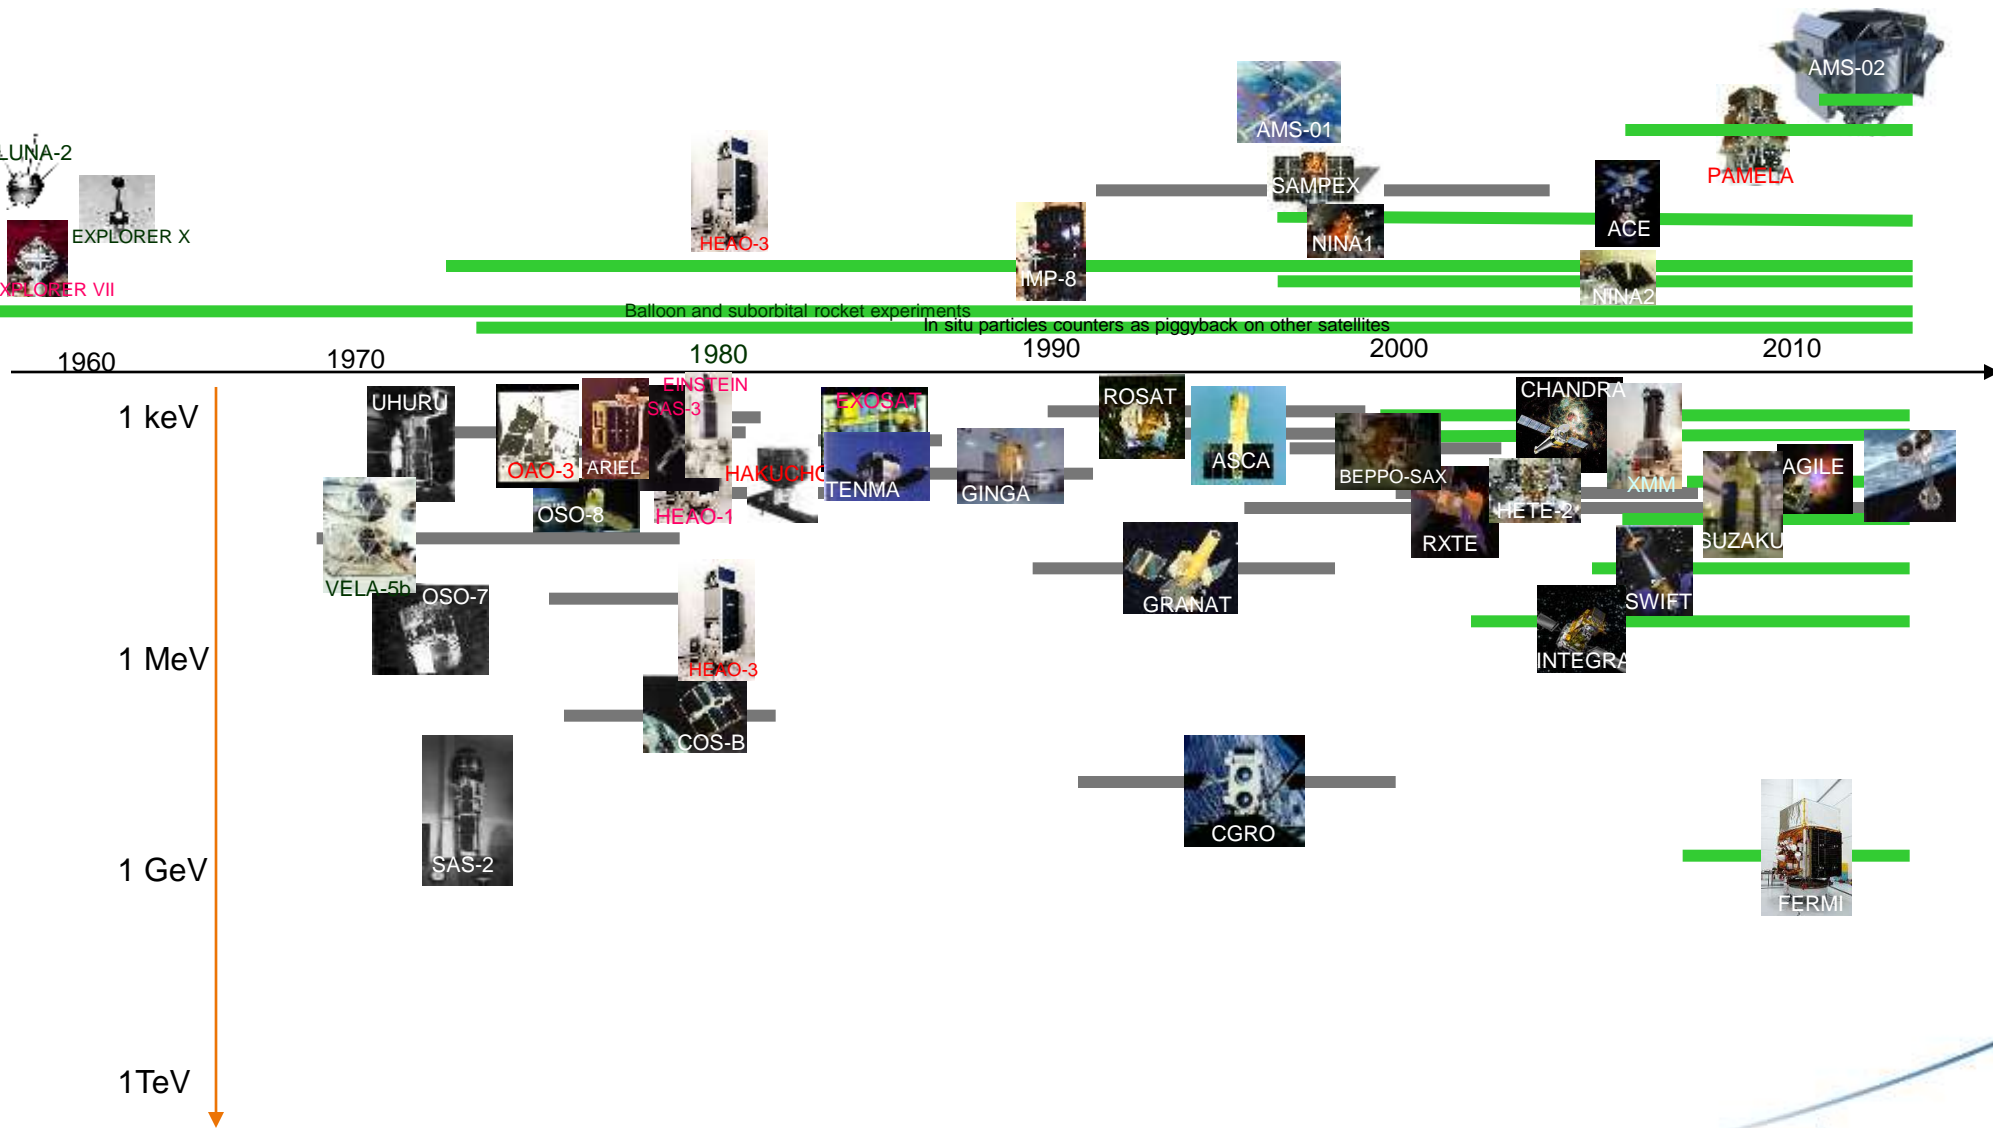 AMS-02
AMS-01
LUNA-2
SAMPEX
PAMELA
EXPLORER X
HEAO-3
NINA1
ACE
IMP-8
XPLORER VII
NINA2
Balloon and suborbital rocket experiments
In situ particles counters as piggyback on other satellites
1960
1970
1980
1990
2000
2010
1 keV
UHURU
EINSTEIN
SAS-3
EXOSAT
ROSAT
CHANDRA
OAO-3
ARIEL
HAKUCHO
TENMA
GINGA
ASCA
BEPPO-SAX
XMM
AGILE
OSO-8
HEAO-1
HETE-2
RXTE
SUZAKU
VELA-5b
OSO-7
GRANAT
SWIFT
1 MeV
HEAO-3
INTEGRA
COS-B
CGRO
1 GeV
SAS-2
FERMI
1TeV